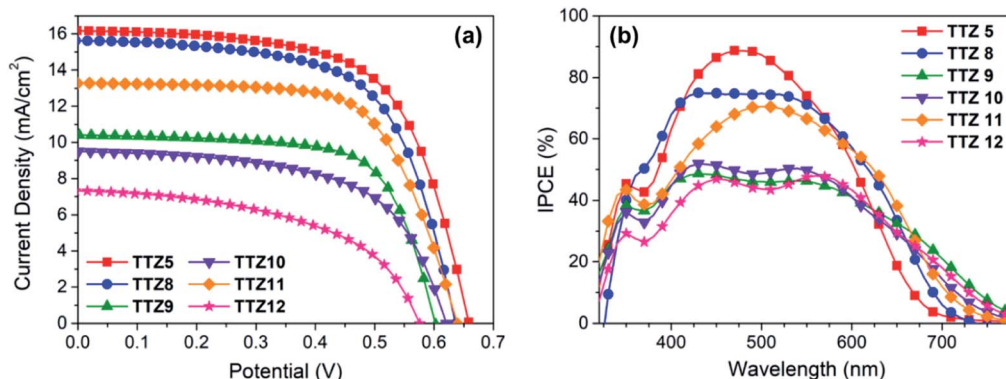 (a)
Current Density (mA/cm²)
16
14
12
10
8
6
4
2
0
TTZ5 TTZ10
TTZ8 TTZ11
TTZ9 TTZ12
0.0 0.1 0.2 0.3 0.4 0.5 0.6 0.7
Potential (V)
(b)
IPCE (%)
100
80
60
40
20
0
TTZ 5
TTZ 8
TTZ 9
TTZ 10
TTZ 11
TTZ 12
400 500 600 700
Wavelength (nm)